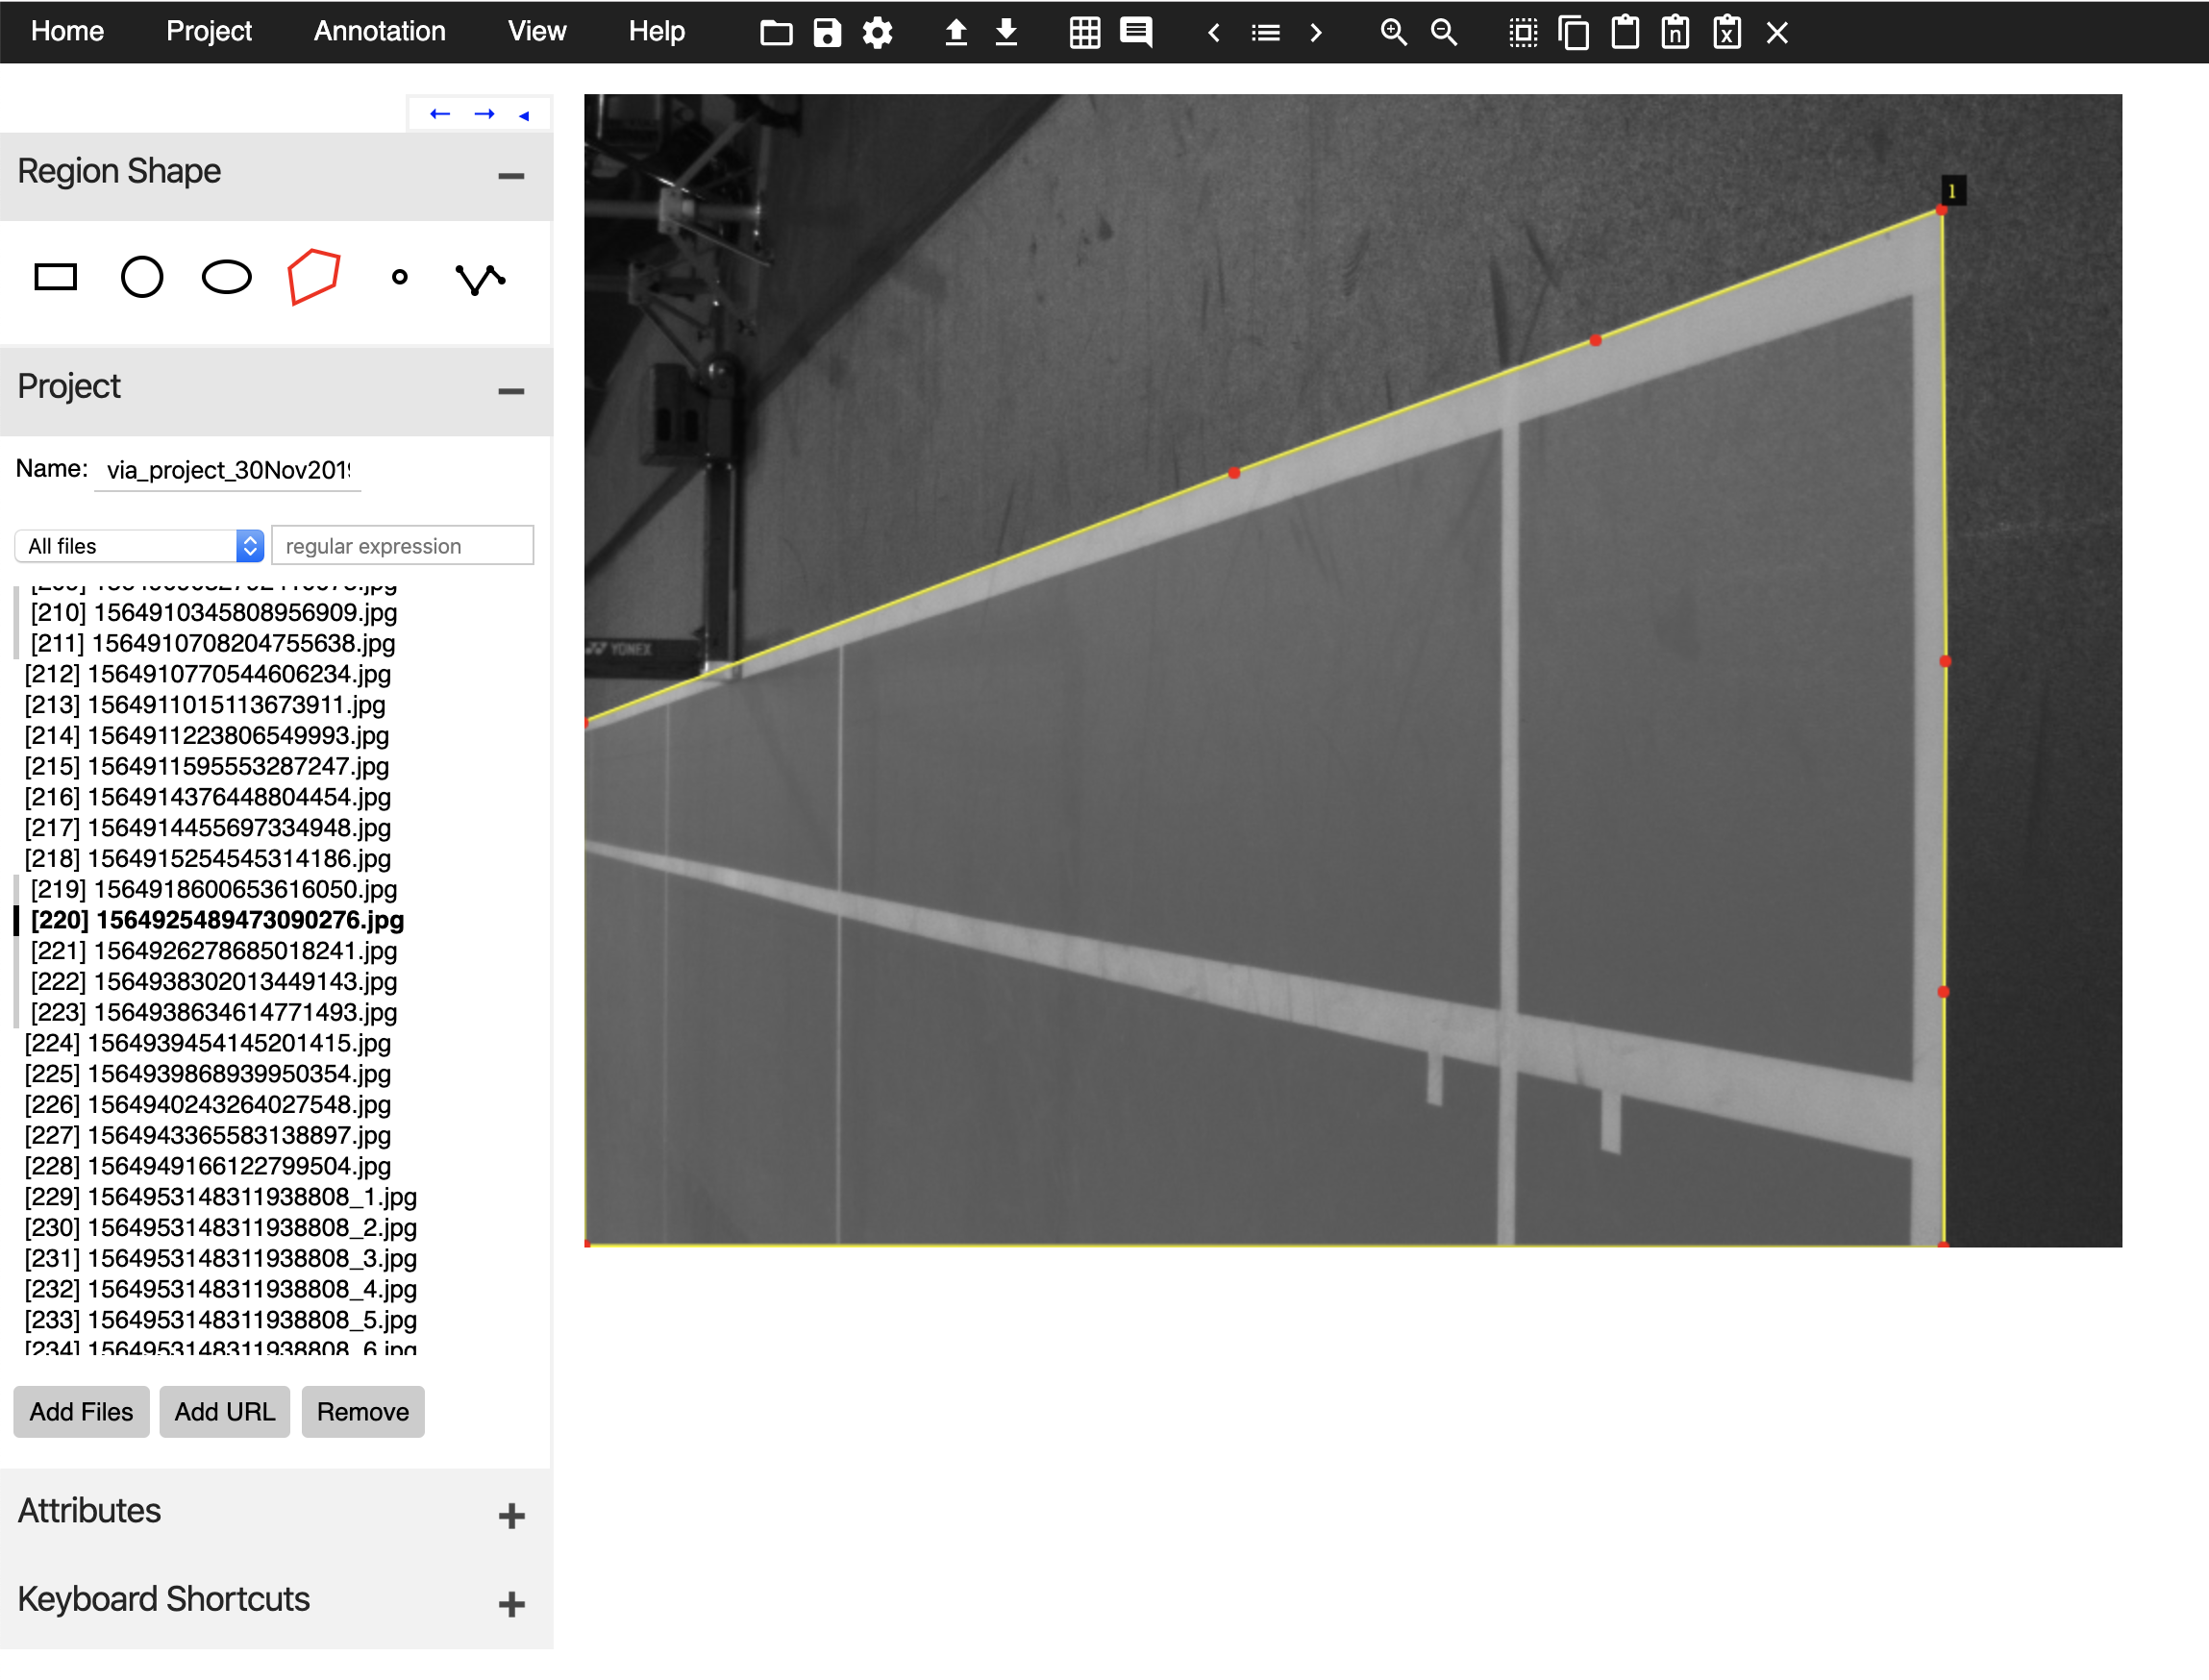 Home Project Annotation View Help
Region Shape
Project
Name: via_project_30Nov201
All files regular expression
[210] 1564910345808956909.jpg
[211] 1564910708204755638.jpg
[212] 1564910770544606234.jpg
[213] 1564911015113673911.jpg
[214] 1564911223806549993.jpg
[215] 1564911595553287247.jpg
[216] 1564914376448804454.jpg
[217] 1564914455697334948.jpg
[218] 1564915254545314186.jpg
[219] 1564918600653616050.jpg
[220] 1564925489473090276.jpg
[221] 1564926278685018241.jpg
[222] 1564938302013449143.jpg
[223] 1564938634614771493.jpg
[224] 1564939454145201415.jpg
[225] 1564939868939950354.jpg
[226] 1564940243264027548.jpg
[227] 1564943365583138897.jpg
[228] 1564949166122799504.jpg
[229] 1564953148311938808_1.jpg
[230] 1564953148311938808_2.jpg
[231] 1564953148311938808_3.jpg
[232] 1564953148311938808_4.jpg
[233] 1564953148311938808_5.jpg
[234] 1564953148311938808_6.jpg
Add Files Add URL Remove
Attributes
Keyboard Shortcuts
1
YONEX